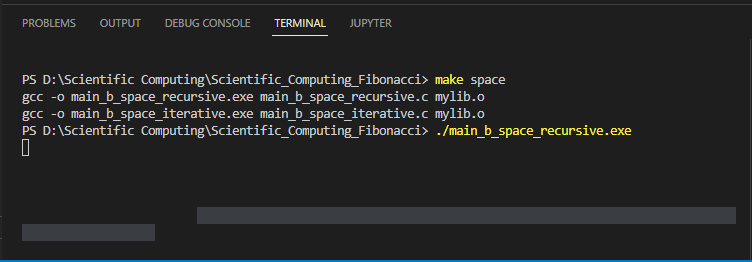 PROBLEMS OUTPUT DEBUG CONSOLE TERMINAL JUPYTER
PS D:\Scientific Computing\Scientific_Computing_Fibonacci> make space
gcc -o main_b_space_recursive.exe main_b_space_recursive.c mylib.o
gcc -o main_b_space_iterative.exe main_b_space_iterative.c mylib.o
PS D:\Scientific Computing\Scientific_Computing_Fibonacci> ./main_b_space_recursive.exe